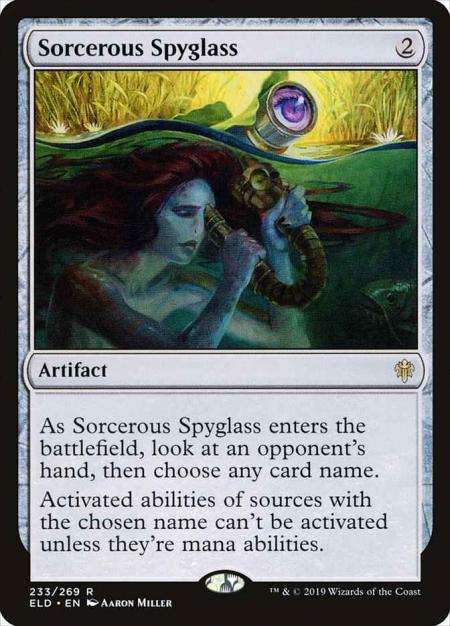 Sorcerous Spyglass 2
Artifact
As Sorcerous Spyglass enters the
battlefield, look at an opponent's
hand, then choose any card name.
Activated abilities of sources with
the chosen name can't be activated
unless they're mana abilities.
233/269 R
ELD • EN AARON MILLER
™ & © 2019 Wizards of the Coast